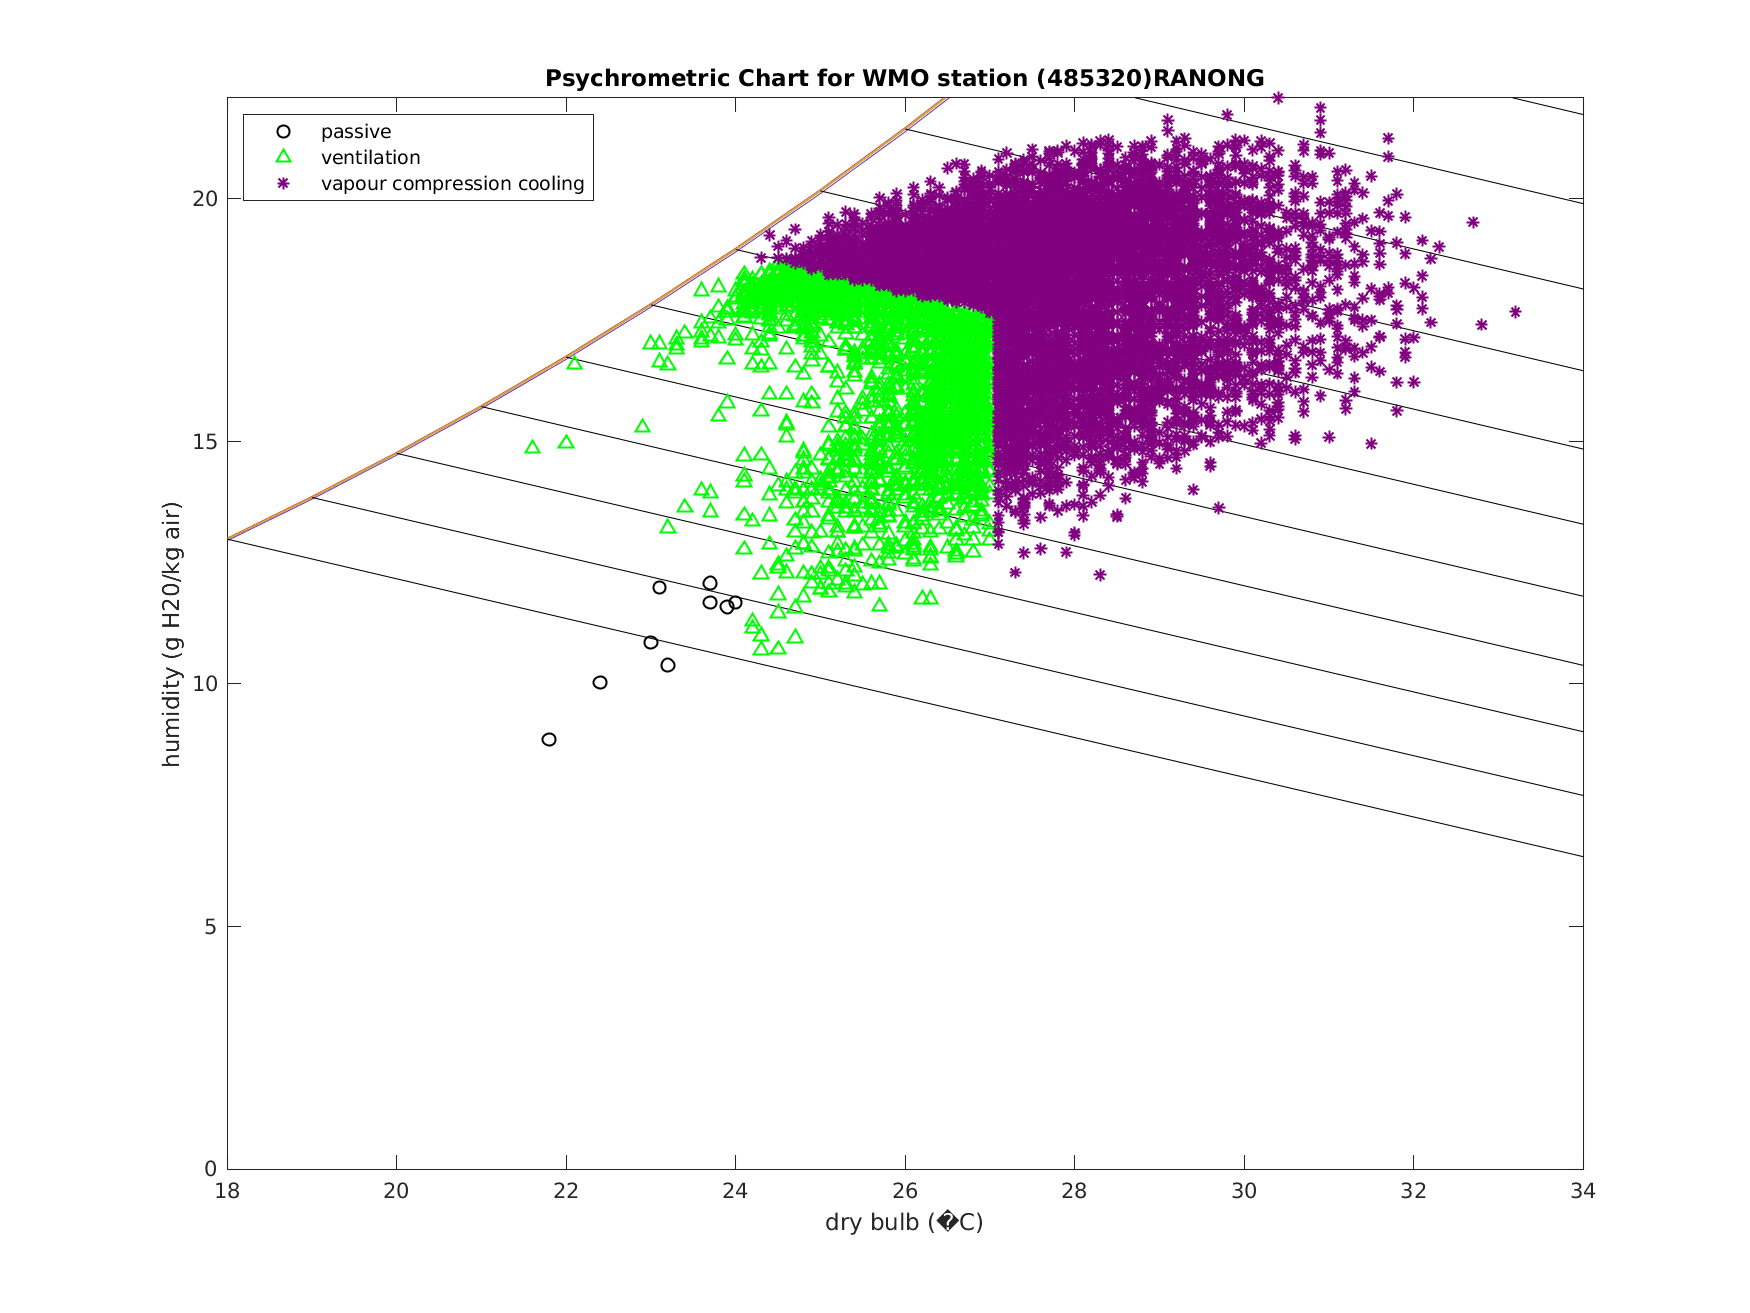 Psychrometric Chart for WMO station (485320)RANONG
passive
ventilation
vapour compression cooling
humidity (g H20/kg air)
20
15
10
5
0
18 20 22 24 26 28 30 32 34
dry bulb (�C)